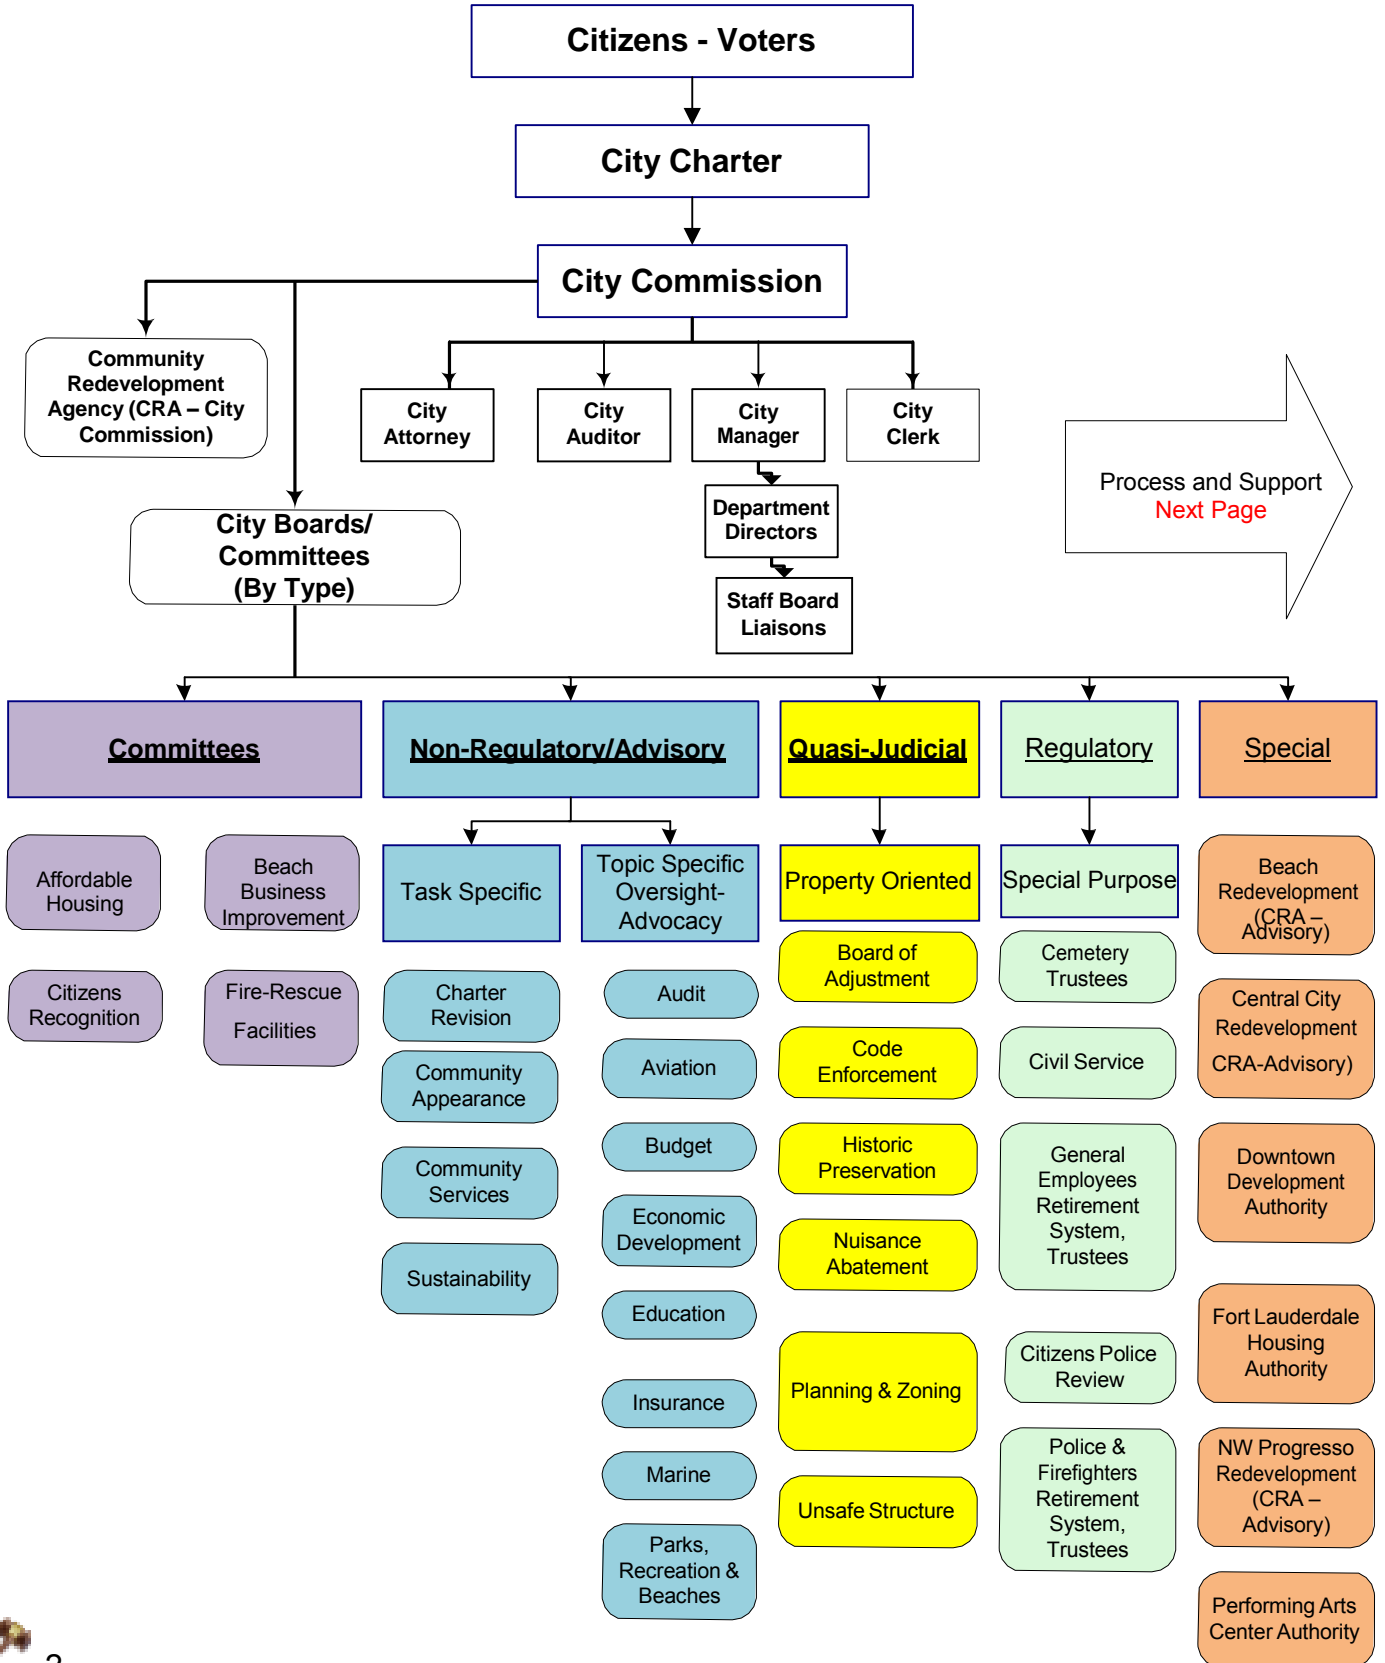 Citizens - Voters
City Charter
City Commission
Community
Redevelopment
Agency (CRA – City
Commission)
City
Attorney
City
Auditor
City
Manager
City
Clerk
Process and Support
Next Page
Department
Directors
City Boards/
Committees
(By Type)
Staff Board
Liaisons
Committees
Non-Regulatory/Advisory
Quasi-Judicial
Regulatory
Special
Affordable
Housing
Beach
Business
Improvement
Citizens
Recognition
Fire-Rescue
Facilities
Task Specific
Topic Specific
Oversight-
Advocacy
Charter
Revision
Community
Appearance
Community
Services
Sustainability
Audit
Aviation
Budget
Economic
Development
Education
Insurance
Marine
Parks,
Recreation &
Beaches
Property Oriented
Board of
Adjustment
Code
Enforcement
Historic
Preservation
Nuisance
Abatement
Planning & Zoning
Unsafe Structure
Special Purpose
Cemetery
Trustees
Civil Service
General
Employees
Retirement
System,
Trustees
Citizens Police
Review
Police &
Firefighters
Retirement
System,
Trustees
Beach
Redevelopment
(CRA –
Advisory)
Central City
Redevelopment
CRA-Advisory)
Downtown
Development
Authority
Fort Lauderdale
Housing
Authority
NW Progresso
Redevelopment
(CRA –
Advisory)
Performing Arts
Center Authority